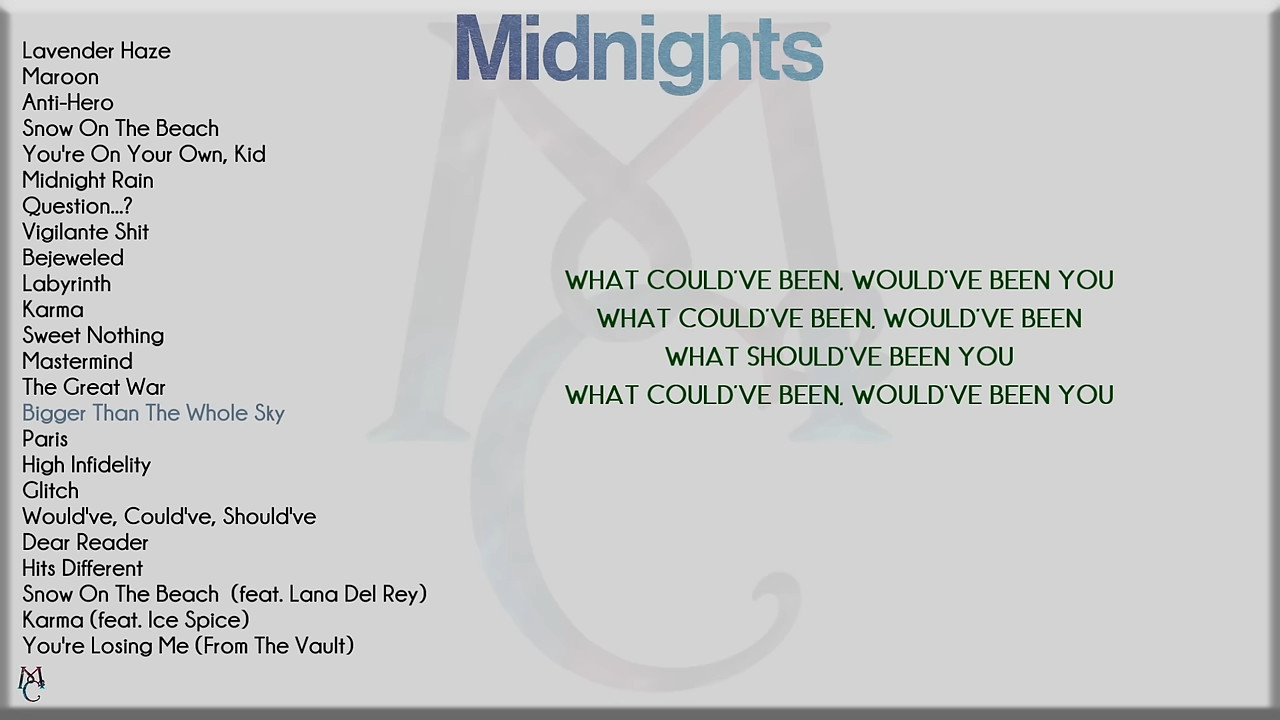 Midnights
Lavender Haze
Maroon
Anti-Hero
Snow On The Beach
You're On Your Own, Kid
Midnight Rain
Question...?
Vigilante Shit
Bejeweled
Labyrinth
Karma
Sweet Nothing
Mastermind
The Great War
Bigger Than The Whole Sky
Paris
High Infidelity
Glitch
Would've, Could've, Should've
Dear Reader
Hits Different
Snow On The Beach (feat. Lana Del Rey)
Karma (feat. Ice Spice)
You're Losing Me (From The Vault)
WHAT COULD'VE BEEN, WOULD'VE BEEN YOU
WHAT COULD'VE BEEN, WOULD'VE BEEN
WHAT SHOULD'VE BEEN YOU
WHAT COULD'VE BEEN, WOULD'VE BEEN YOU